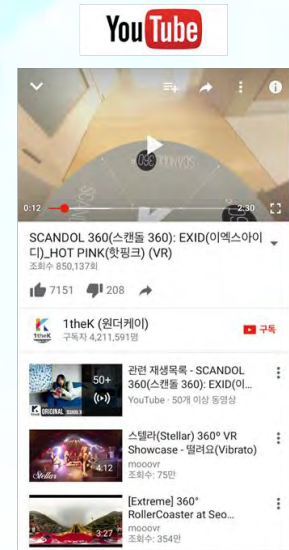 YouTube
SCANDOL 360
0:12
2:30
SCANDOL 360(스캔돌 360): EXID(이엑스아이
디)_HOT PINK(핫핑크) (VR)
조회수 850,137회
7151
208
1theK
1theK (원더케이)
구독자 4,211,591명
구독
50+
ORIGINAL
관련 재생목록 - SCANDOL
360(스캔돌 360): EXID(이...
YouTube · 50개 이상 동영상
Stellar
4:12
스텔라(Stellar) 360º VR
Showcase - 떨려요(Vibrato)
mooovr
조회수: 75만
3:27
[Extreme] 360°
RollerCoaster at Seo...
mooovr
조회수: 354만